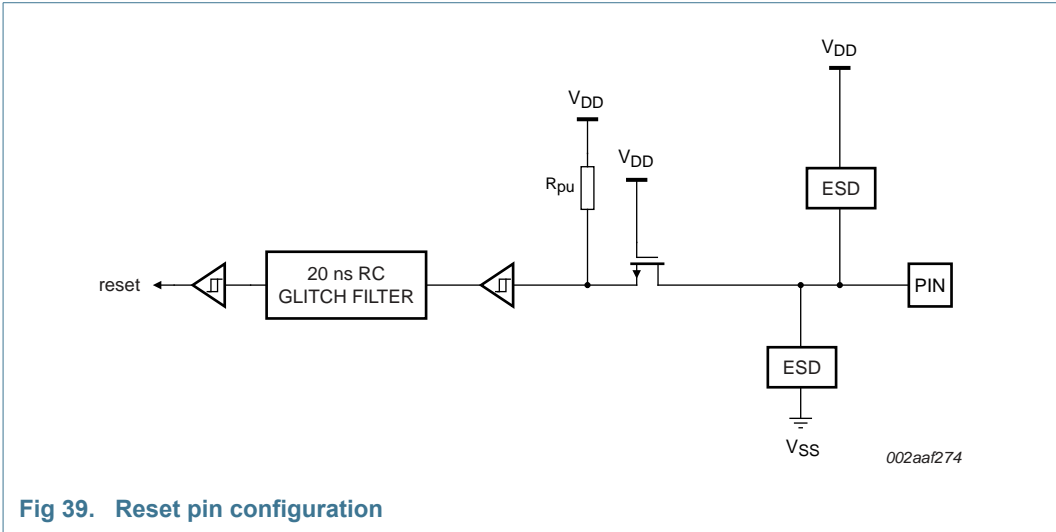 VDD
VDD
VDD
Rpu
ESD
reset
20 ns RC
GLITCH FILTER
PIN
ESD
VSS
002aaf274
Fig 39. Reset pin configuration